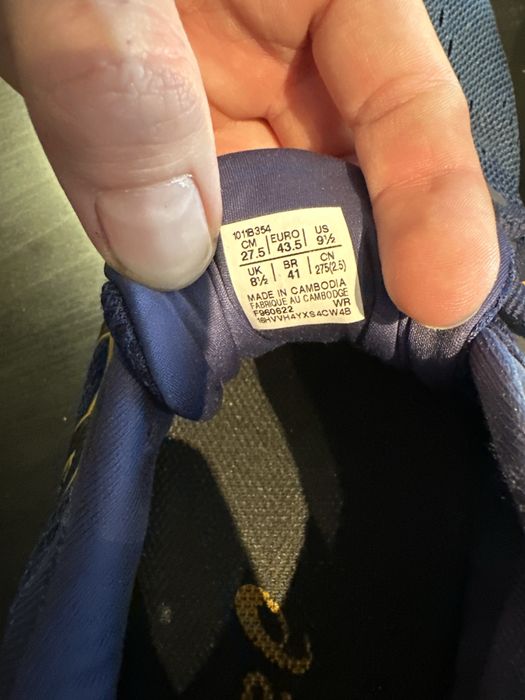 1011B354
CM EURO US
27.5 43.5 9½
UK BR CN
8½ 41 275(2.5)
MADE IN CAMBODIA
FABRIQUE AU CAMBODGE
F960622 WR
16HVVH4YXS4CW4B